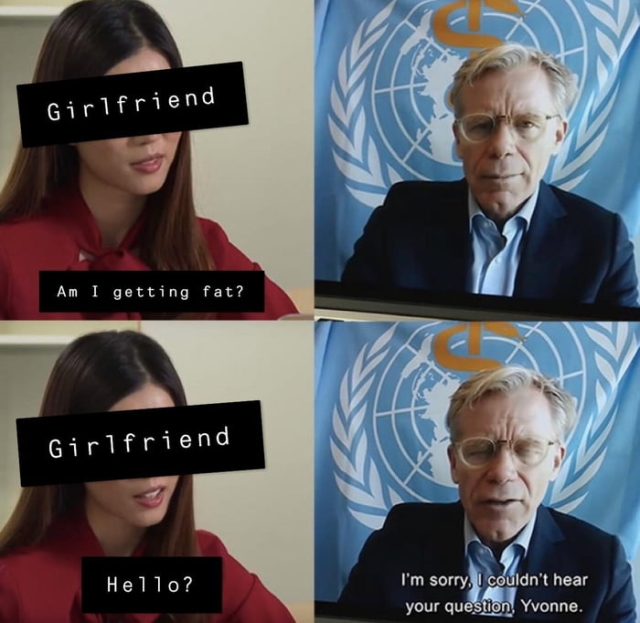 Girlfriend
Am I getting fat?
Girlfriend
Hello?
I'm sorry, I couldn't hear
your question, Yvonne.